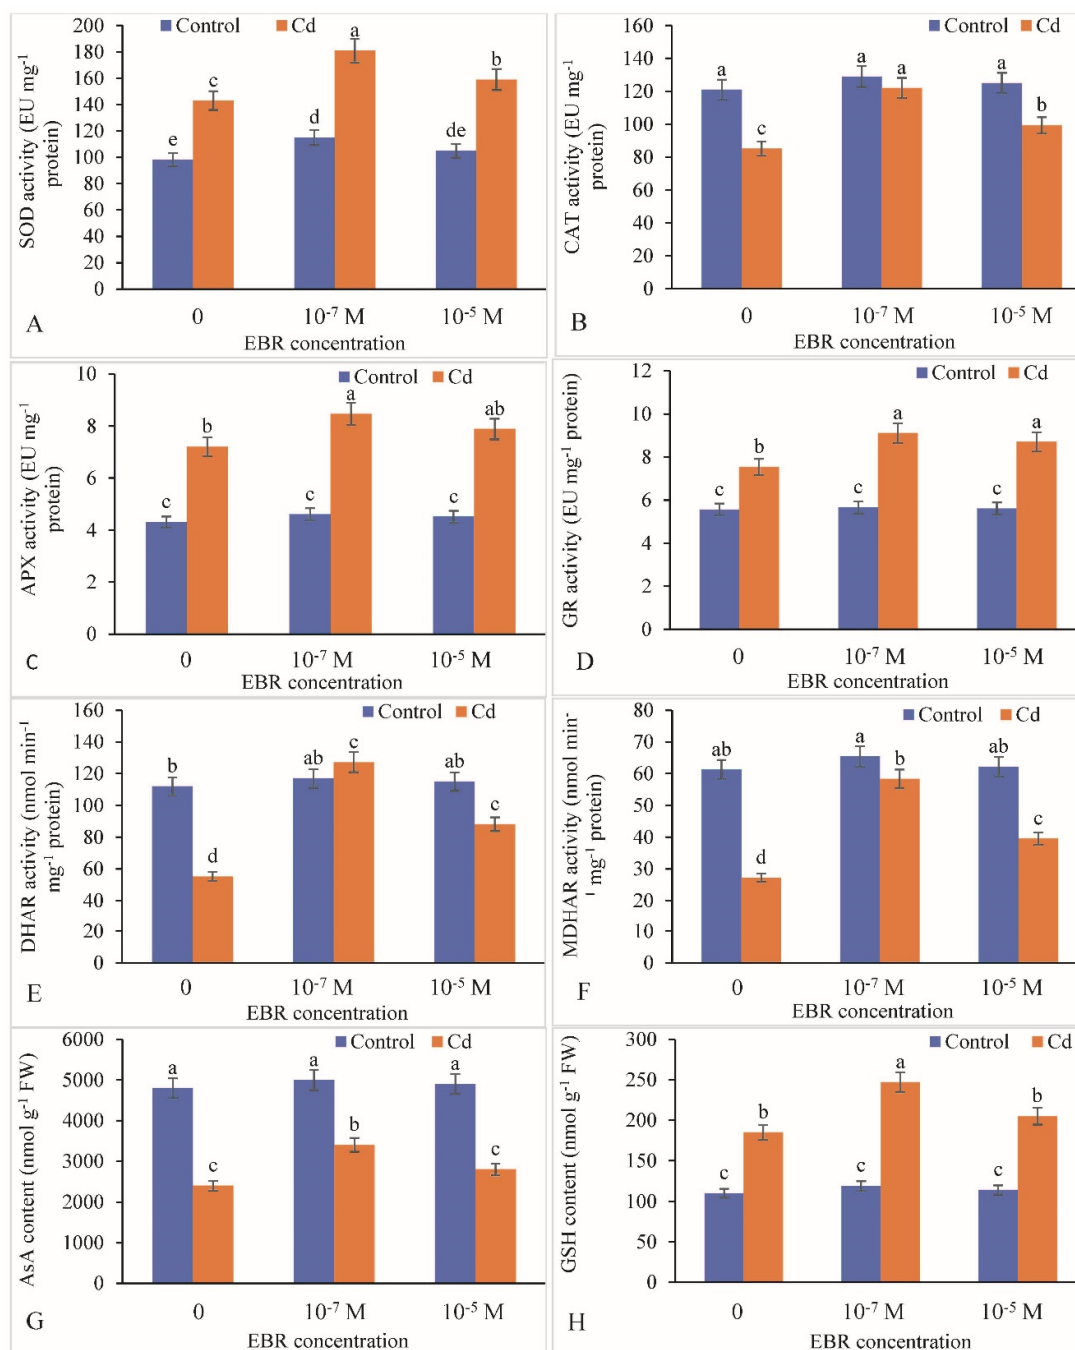 Control Cd
SOD activity (EU mg-1
protein)
200
180
160
140
120
100
80
60
40
20
0
e c d a de b
0 10-7 M 10-5 M
EBR concentration
A
Control Cd
CAT activity (EU mg-1
protein)
160
140
120
100
80
60
40
20
0
a c a a a b
0 10-7 M 10-5 M
EBR concentration
B
Control Cd
APX activity (EU mg-1
protein)
10
8
6
4
2
0
c b c a c ab
0 10-7 M 10-5 M
EBR concentration
C
Control Cd
GR activity (EU mg-1 protein)
12
10
8
6
4
2
0
c b c a c a
0 10-7 M 10-5 M
EBR concentration
D
Control Cd
DHAR activity (nmol min-1
mg-1 protein)
160
140
120
100
80
60
40
20
0
b d ab c ab c
0 10-7 M 10-5 M
EBR concentration
E
Control Cd
MDHAR activity (nmol min-
1 mg-1 protein)
80
70
60
50
40
30
20
10
0
ab d a b ab c
0 10-7 M 10-5 M
EBR concentration
F
Control Cd
AsA content (nmol g-1 FW)
6000
5000
4000
3000
2000
1000
0
a c a b a c
0 10-7 M 10-5 M
EBR concentration
G
Control Cd
GSH content (nmol g-1 FW)
300
250
200
150
100
50
0
c b c a c b
0 10-7 M 10-5 M
EBR concentration
H